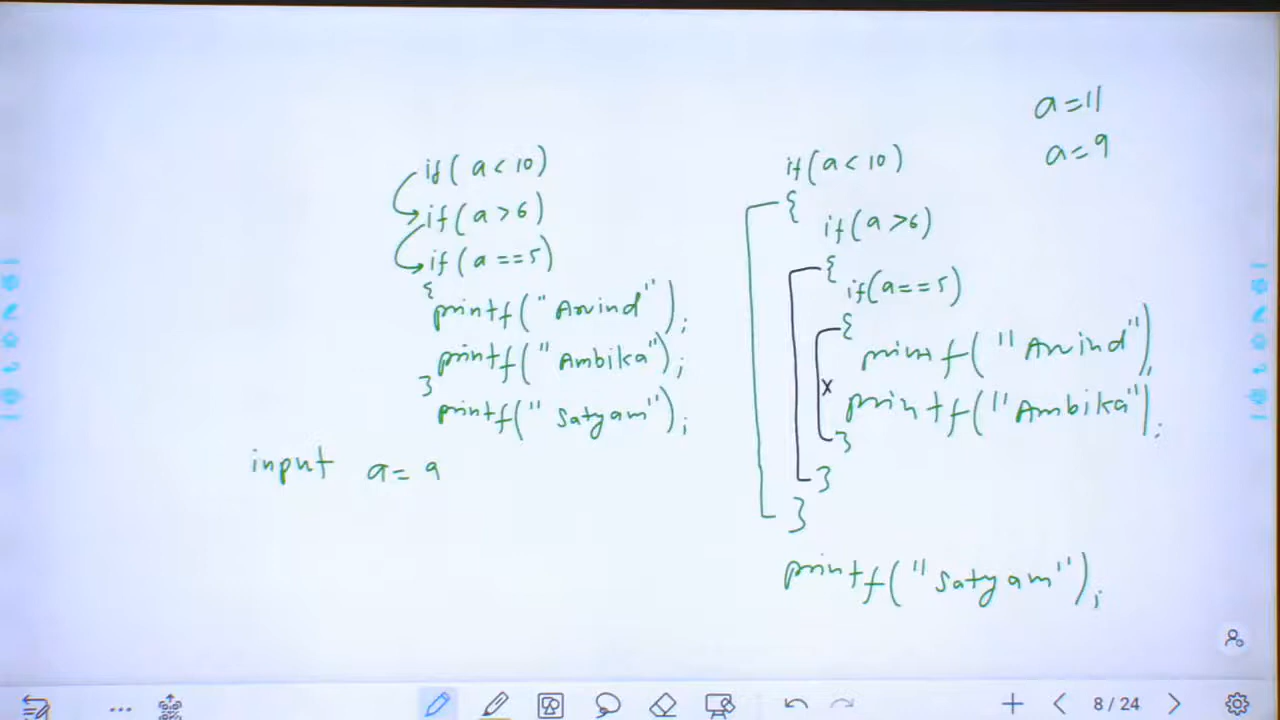 if( a < 10)
if( a > 6)
if( a == 5)
{
printf("Arvind");
printf("Ambika");
}
printf("Satyam");
input a = 9
a = 11
a = 9
if(a < 10)
{
if(a > 6)
{
if(a == 5)
{
printf("Arvind");
x
printf("Ambika");
}
}
}
printf("Satyam");
8 / 24